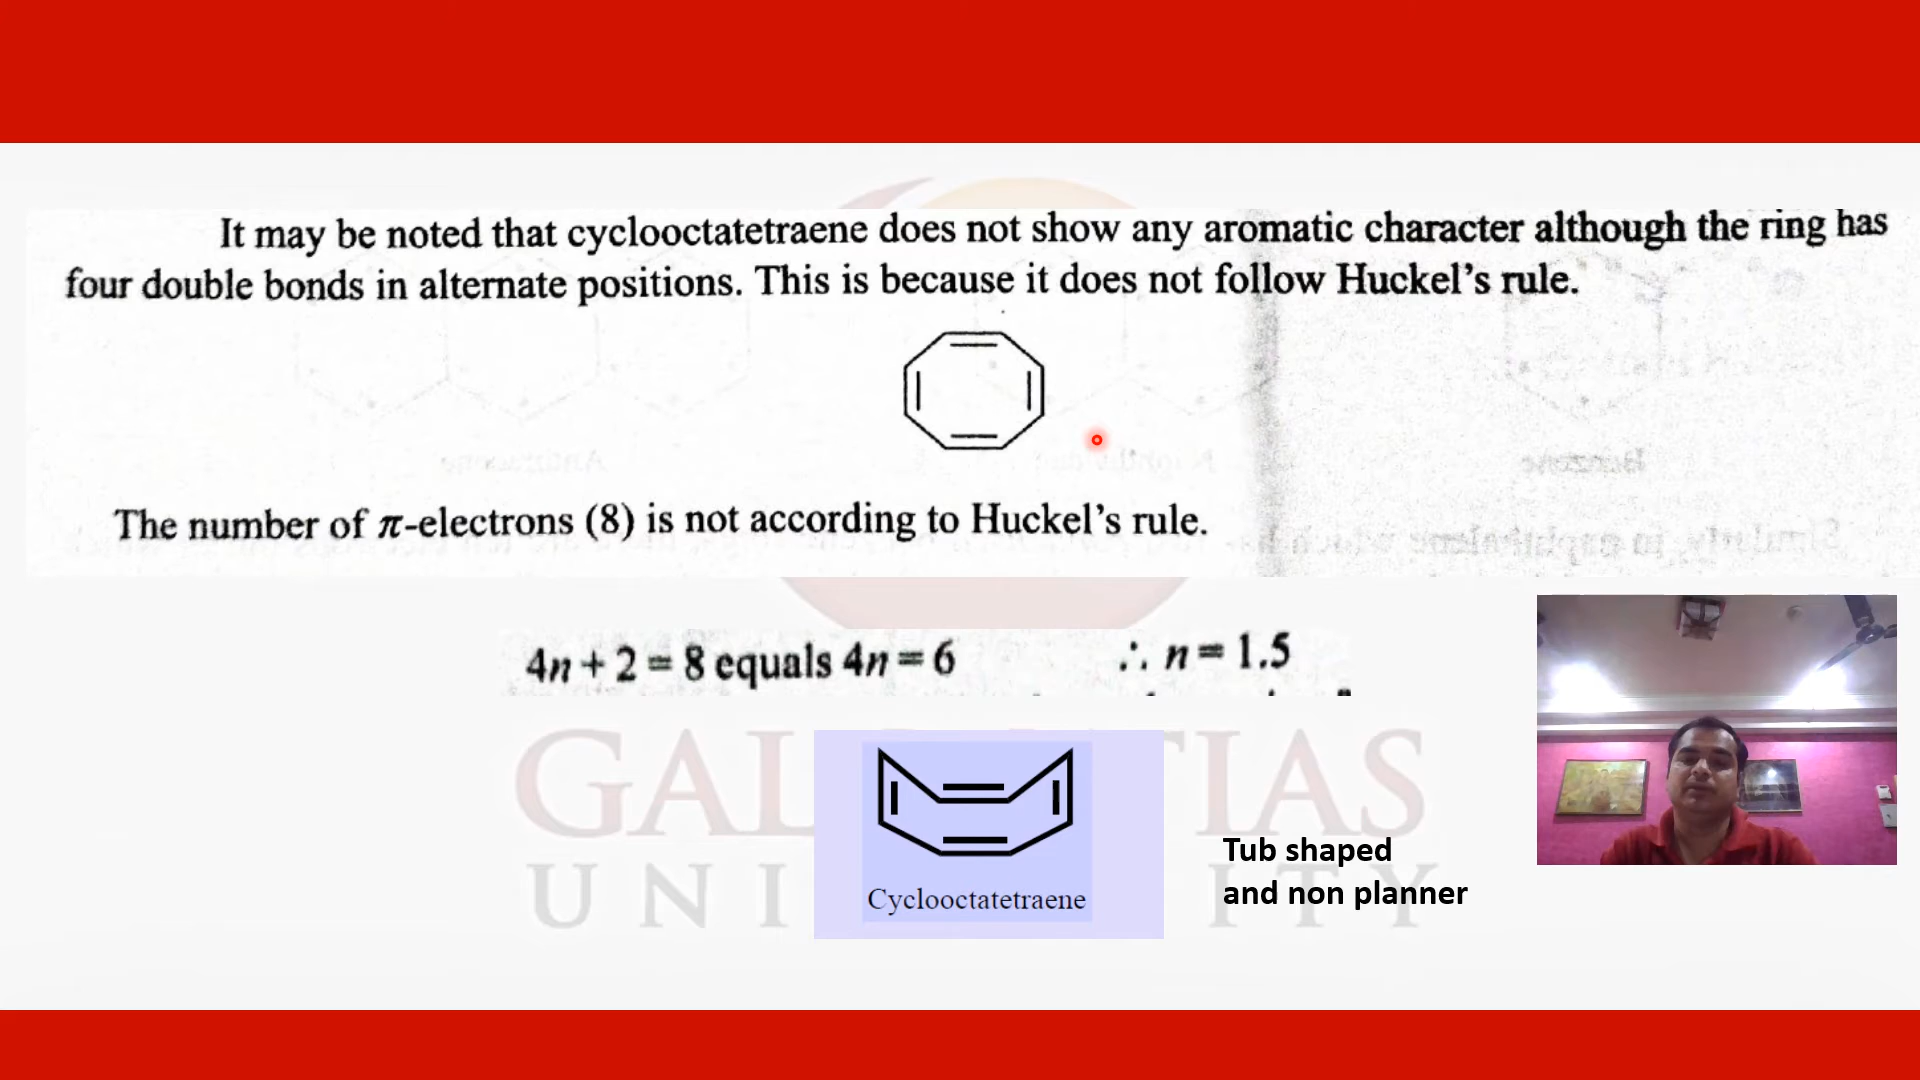 It may be noted that cyclooctatetraene does not show any aromatic character although the ring has
four double bonds in alternate positions. This is because it does not follow Huckel's rule.
The number of π-electrons (8) is not according to Huckel's rule.
4n + 2 = 8 equals 4n = 6 ∴ n = 1.5
Cyclooctatetraene
Tub shaped
and non planner